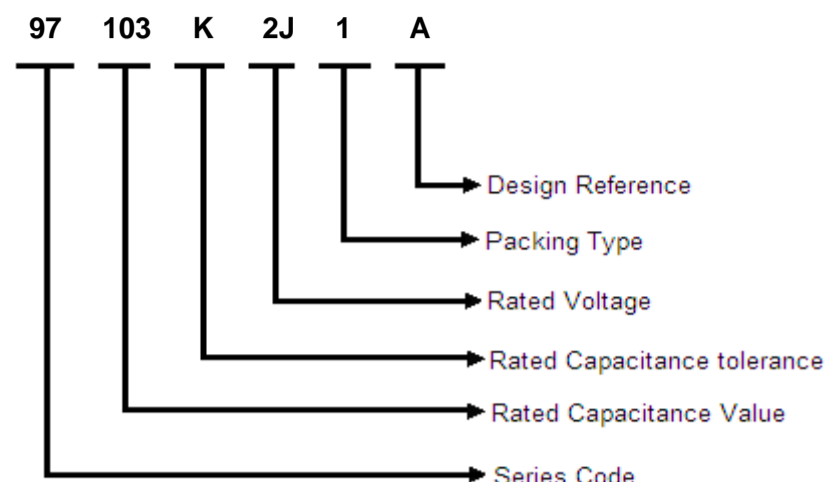 97 103 K 2J 1 A
Design Reference
Packing Type
Rated Voltage
Rated Capacitance tolerance
Rated Capacitance Value
Series Code